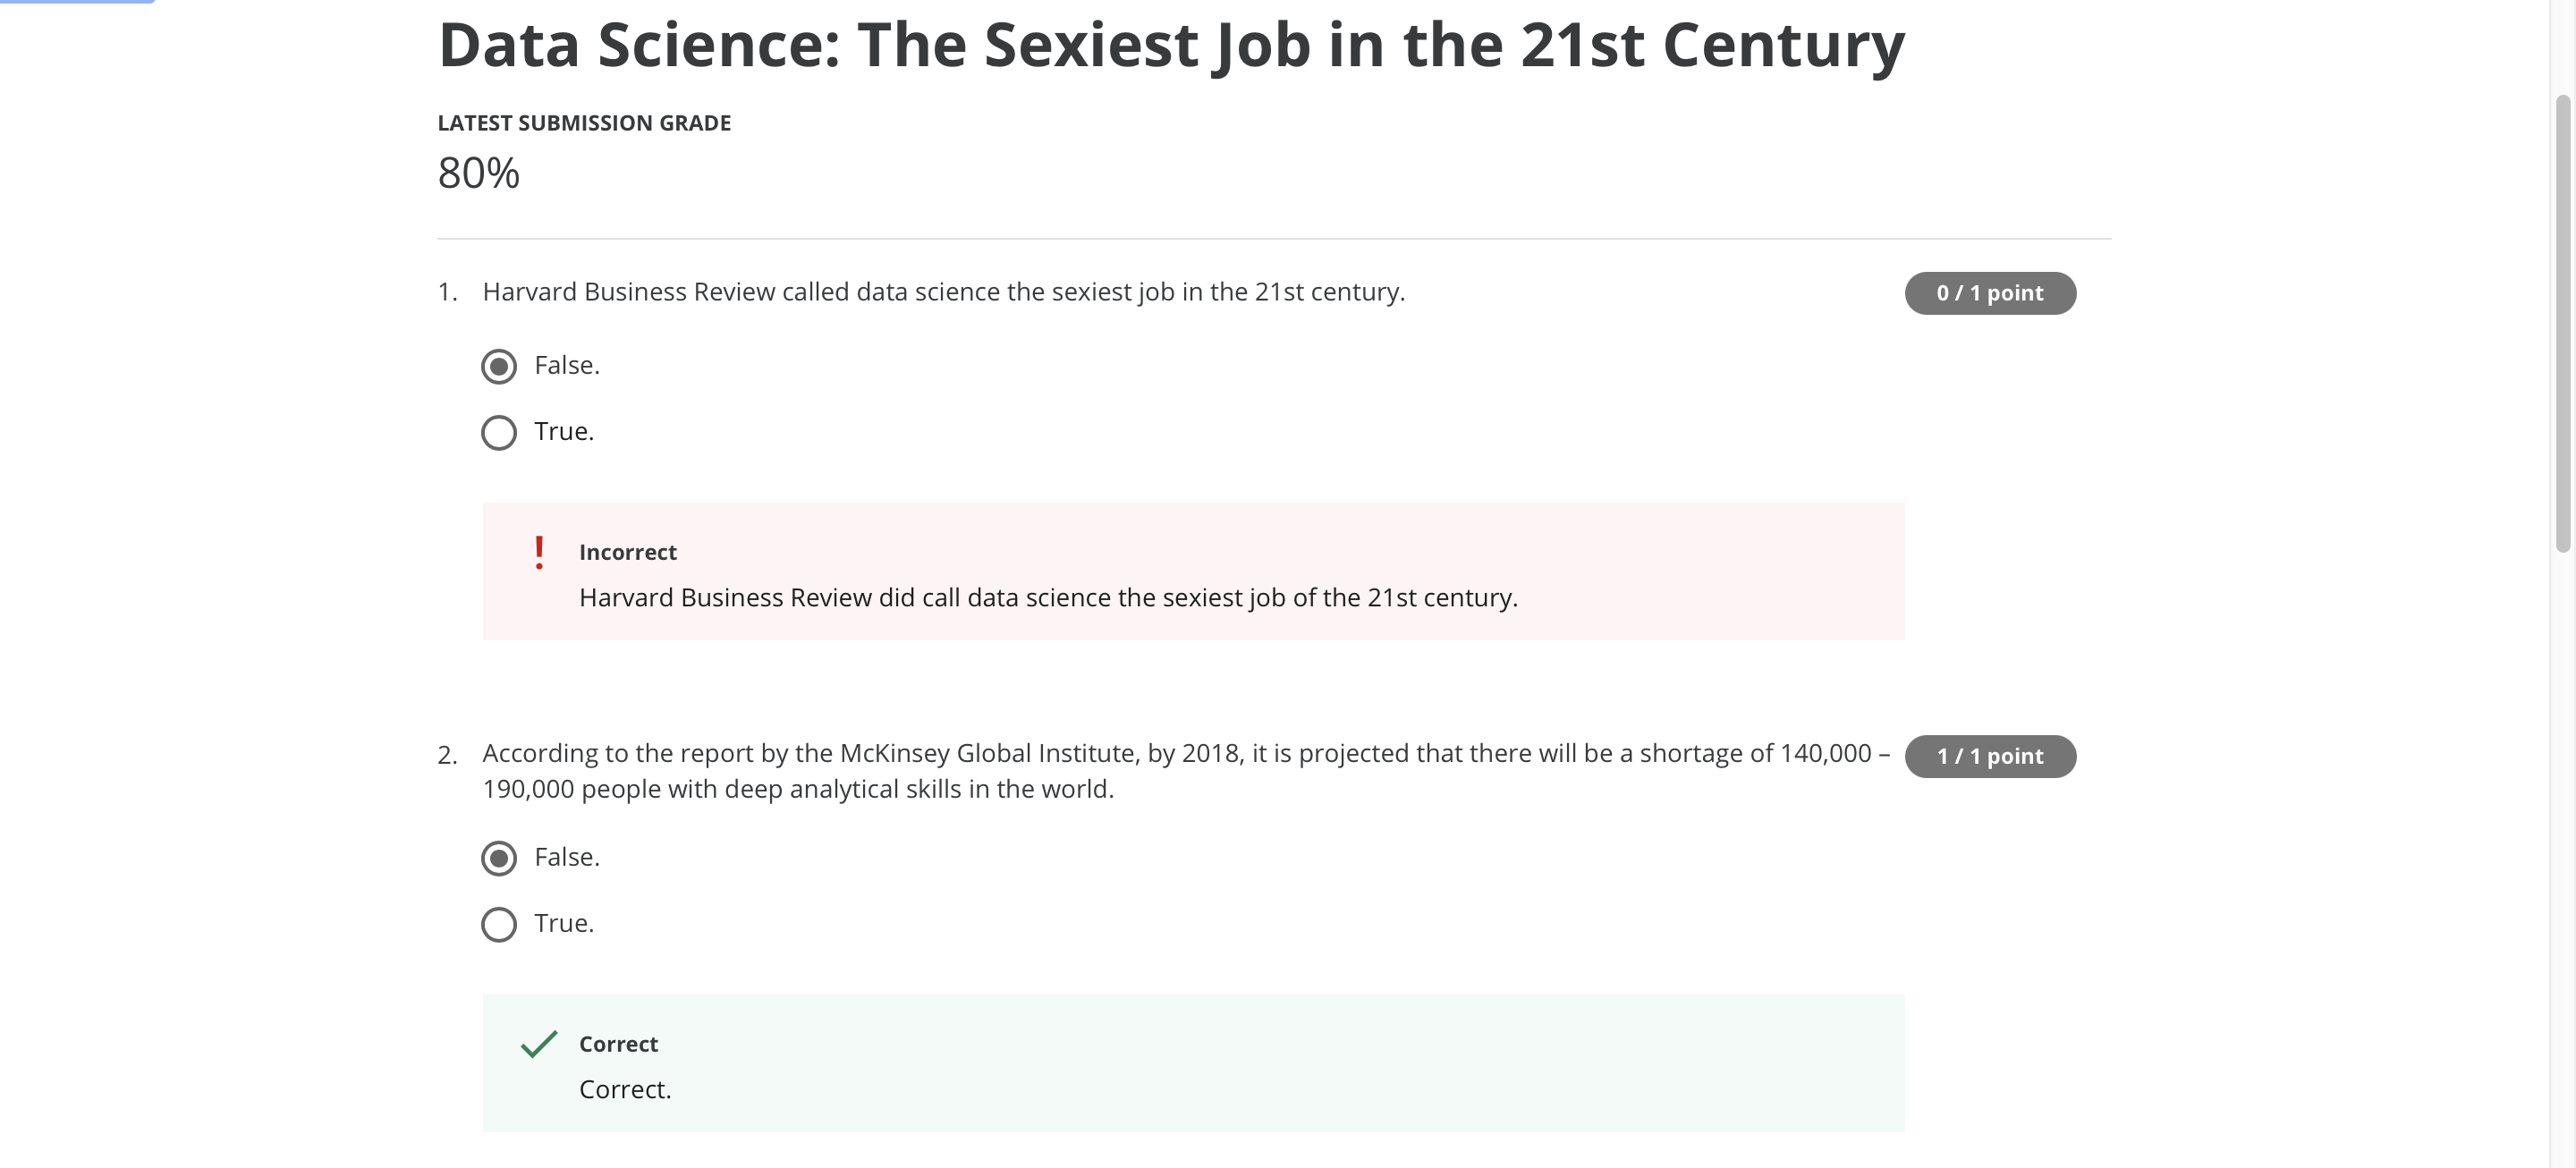 Data Science: The Sexiest Job in the 21st Century
LATEST SUBMISSION GRADE
80%
1. Harvard Business Review called data science the sexiest job in the 21st century.
0 / 1 point
False.
True.
! Incorrect
Harvard Business Review did call data science the sexiest job of the 21st century.
2. According to the report by the McKinsey Global Institute, by 2018, it is projected that there will be a shortage of 140,000 –
1 / 1 point
190,000 people with deep analytical skills in the world.
False.
True.
Correct
Correct.